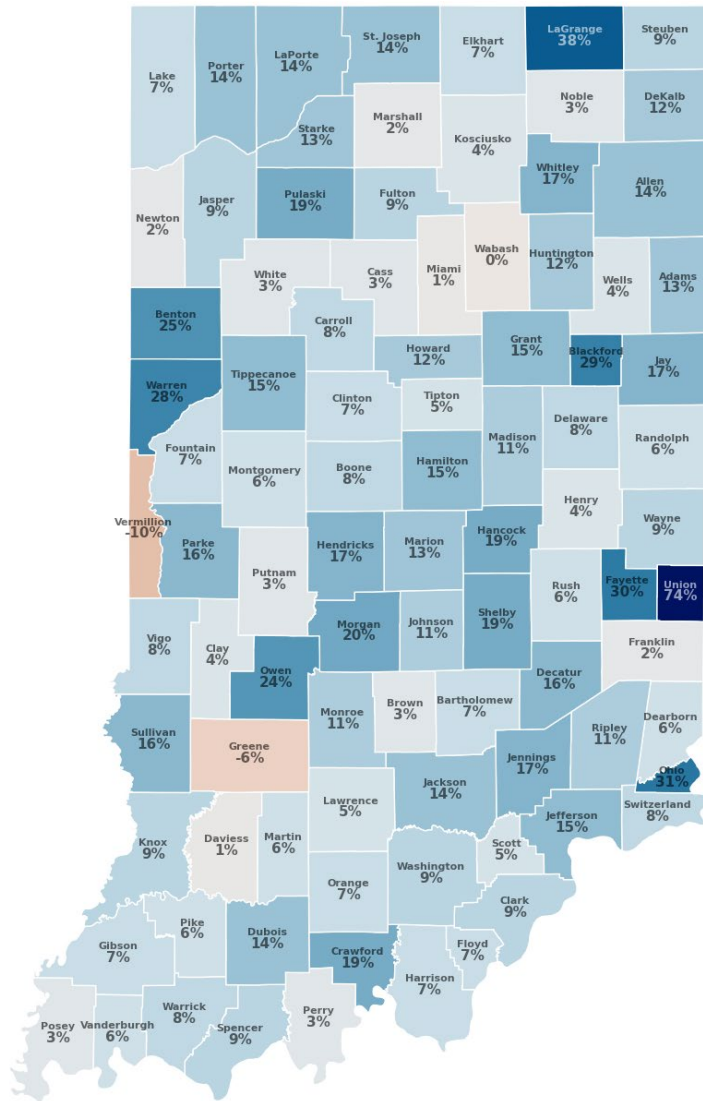 St. Joseph
14%
LaGrange
38%
Steuben
9%
Elkhart
7%
LaPorte
14%
Porter
14%
Lake
7%
Noble
3%
DeKalb
12%
Marshall
2%
Starke
13%
Kosciusko
4%
Whitley
17%
Allen
14%
Pulaski
19%
Fulton
9%
Jasper
9%
Newton
2%
Wabash
0%
Huntington
12%
Miami
1%
Cass
3%
White
3%
Wells
4%
Adams
13%
Benton
25%
Carroll
8%
Howard
12%
Grant
15%
Blackford
29%
Jay
17%
Warren
28%
Tippecanoe
15%
Clinton
7%
Tipton
5%
Delaware
8%
Randolph
6%
Madison
11%
Fountain
7%
Montgomery
6%
Boone
8%
Hamilton
15%
Henry
4%
Wayne
9%
Vermillion
-10%
Parke
16%
Hendricks
17%
Marion
13%
Hancock
19%
Putnam
3%
Rush
6%
Fayette
30%
Union
74%
Morgan
20%
Johnson
11%
Shelby
19%
Vigo
8%
Clay
4%
Franklin
2%
Owen
24%
Decatur
16%
Monroe
11%
Brown
3%
Bartholomew
7%
Dearborn
6%
Ripley
11%
Sullivan
16%
Greene
-6%
Jennings
17%
Ohio
31%
Jackson
14%
Lawrence
5%
Switzerland
8%
Jefferson
15%
Knox
9%
Daviess
1%
Martin
6%
Scott
5%
Washington
9%
Orange
7%
Clark
9%
Pike
6%
Dubois
14%
Gibson
7%
Crawford
19%
Floyd
7%
Harrison
7%
Posey
3%
Vanderburgh
6%
Warrick
8%
Spencer
9%
Perry
3%